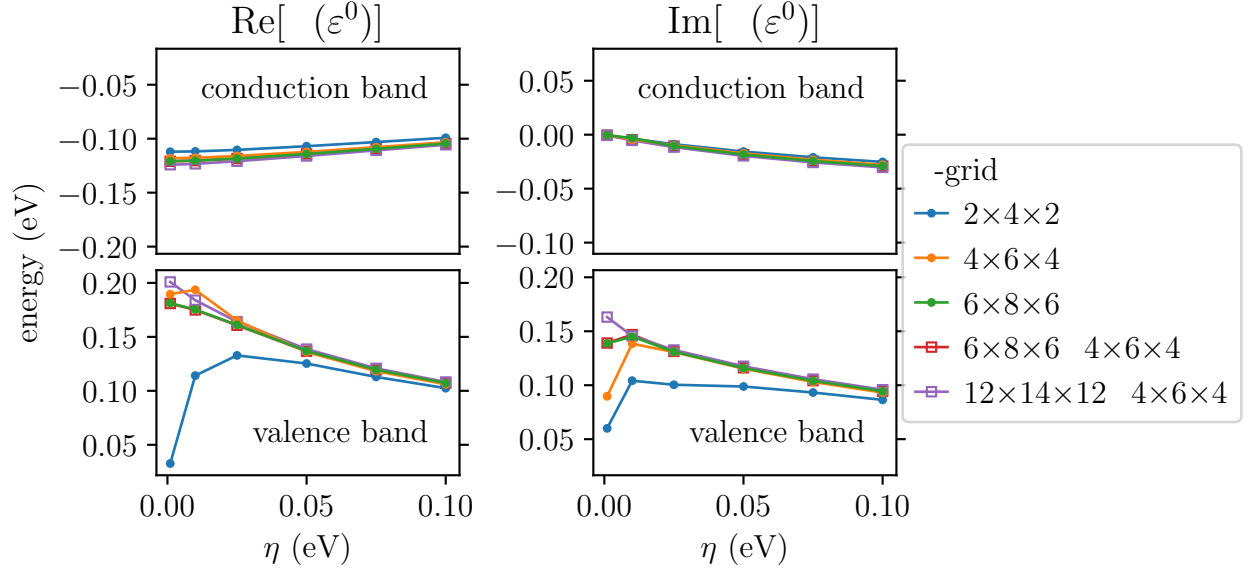 Re[ (ε⁰)]
Im[ (ε⁰)]
energy (eV)
−0.05
−0.10
−0.15
−0.20
conduction band
0.05
0.00
−0.05
−0.10
conduction band
0.20
0.15
0.10
0.05
valence band
0.20
0.15
0.10
0.05
valence band
0.00 0.05 0.10
0.00 0.05 0.10
η (eV)
η (eV)
-grid
2×4×2
4×6×4
6×8×6
6×8×6 4×6×4
12×14×12 4×6×4